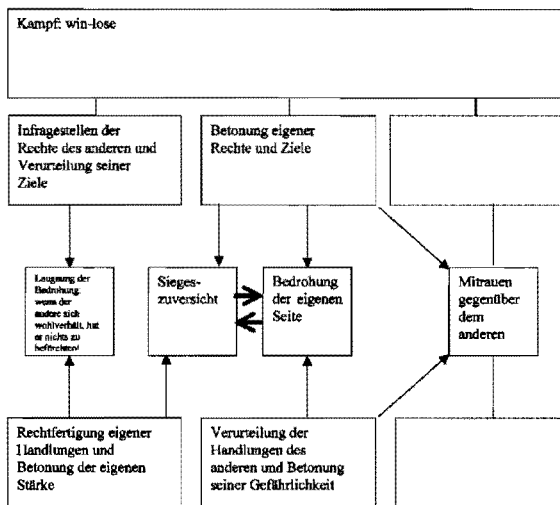 Kampf: win-lose
Infragestellen der
Rechte des anderen und
Verurteilung seiner
Ziele
Betonung eigener
Rechte und Ziele
Leugnung der
Bedrohung:
wenn der
andere sich
wohlverhält, hat
er nichts zu
befürchten!
Sieges-
zuversicht
Bedrohung
der eigenen
Seite
Mitrauen
gegenüber
dem
anderen
Rechtfertigung eigener
Handlungen und
Betonung der eigenen
Stärke
Verurteilung der
Handlungen des
anderen und Betonung
seiner Gefährlichkeit